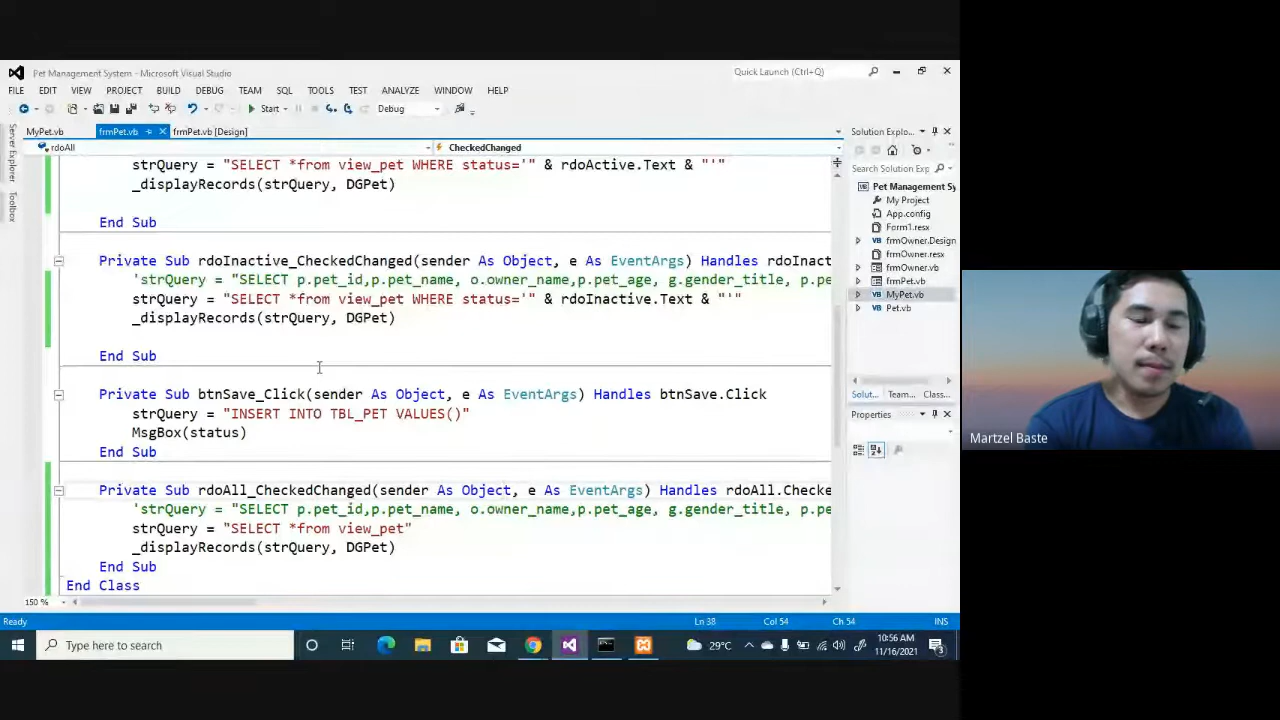 Pet Management System - Microsoft Visual Studio
Quick Launch (Ctrl+Q)
FILE EDIT VIEW PROJECT BUILD DEBUG TEAM SQL TOOLS TEST ANALYZE WINDOW HELP
Start Debug
MyPet.vb frmPet.vb frmPet.vb [Design]
rdoAll CheckedChanged
Server Explorer
Toolbox
strQuery = "SELECT *from view_pet WHERE status='" & rdoActive.Text & "'"
_displayRecords(strQuery, DGPet)
End Sub
Private Sub rdoInactive_CheckedChanged(sender As Object, e As EventArgs) Handles rdoInact
'strQuery = "SELECT p.pet_id,p.pet_name, o.owner_name,p.pet_age, g.gender_title, p.pe
strQuery = "SELECT *from view_pet WHERE status='" & rdoInactive.Text & "'"
_displayRecords(strQuery, DGPet)
End Sub
Private Sub btnSave_Click(sender As Object, e As EventArgs) Handles btnSave.Click
strQuery = "INSERT INTO TBL_PET VALUES()"
MsgBox(status)
End Sub
Private Sub rdoAll_CheckedChanged(sender As Object, e As EventArgs) Handles rdoAll.Checke
'strQuery = "SELECT p.pet_id,p.pet_name, o.owner_name,p.pet_age, g.gender_title, p.pe
strQuery = "SELECT *from view_pet"
_displayRecords(strQuery, DGPet)
End Sub
End Class
150 %
Solution Explo...
Search Solution Exp
Pet Management Sy
My Project
App.config
Form1.resx
frmOwner.Design
frmOwner.resx
frmOwner.vb
frmPet.vb
MyPet.vb
Pet.vb
Solut... Team... Class...
Properties
Martzel Baste
Ready Ln 38 Col 54 Ch 54 INS
Type here to search
29°C
10:56 AM
11/16/2021
3